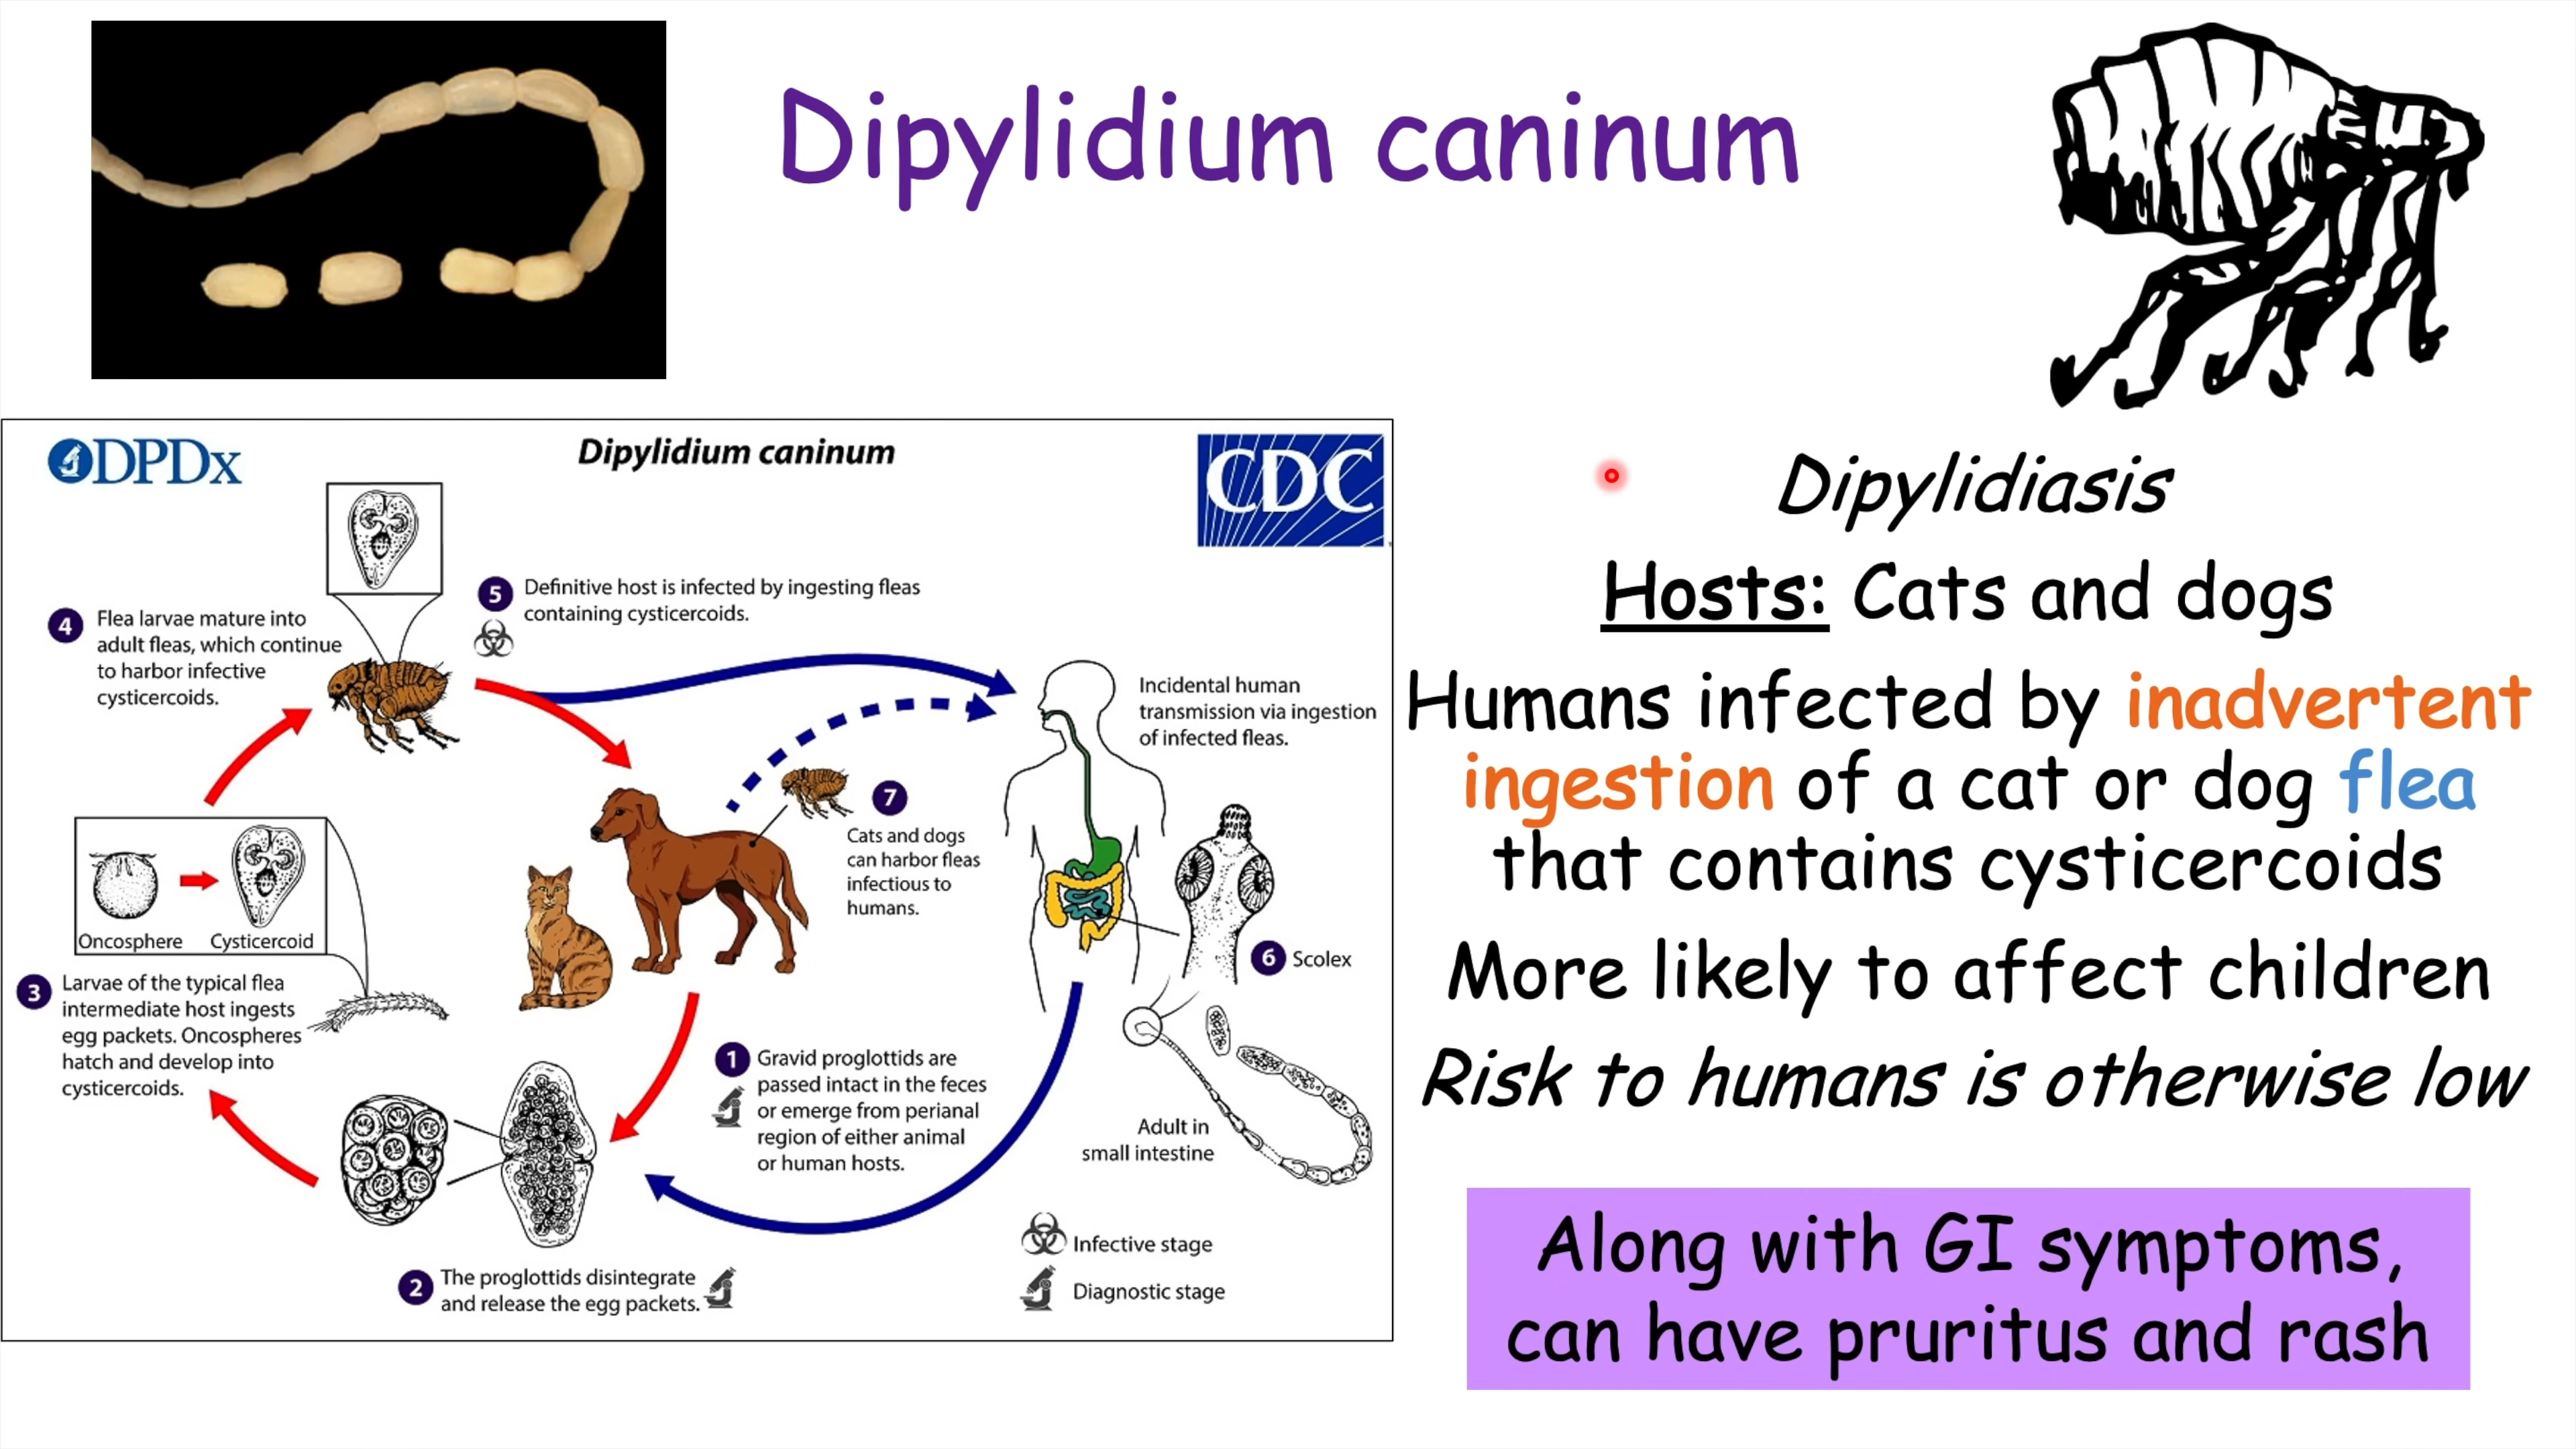 Dipylidium caninum
DPDx
Dipylidium caninum
CDC
4
Flea larvae mature into
adult fleas, which continue
to harbor infective
cysticercoids.
5
Definitive host is infected by ingesting fleas
containing cysticercoids.
Incidental human
transmission via ingestion
of infected fleas.
7
Cats and dogs
can harbor fleas
infectious to
humans.
Oncosphere
Cysticercoid
6
Scolex
3
Larvae of the typical flea
intermediate host ingests
egg packets. Oncospheres
hatch and develop into
cysticercoids.
1
Gravid proglottids are
passed intact in the feces
or emerge from perianal
region of either animal
or human hosts.
Adult in
small intestine
2
The proglottids disintegrate
and release the egg packets.
Infective stage
Diagnostic stage
Dipylidiasis
Hosts: Cats and dogs
Humans infected by inadvertent
ingestion of a cat or dog flea
that contains cysticercoids
More likely to affect children
Risk to humans is otherwise low
Along with GI symptoms,
can have pruritus and rash